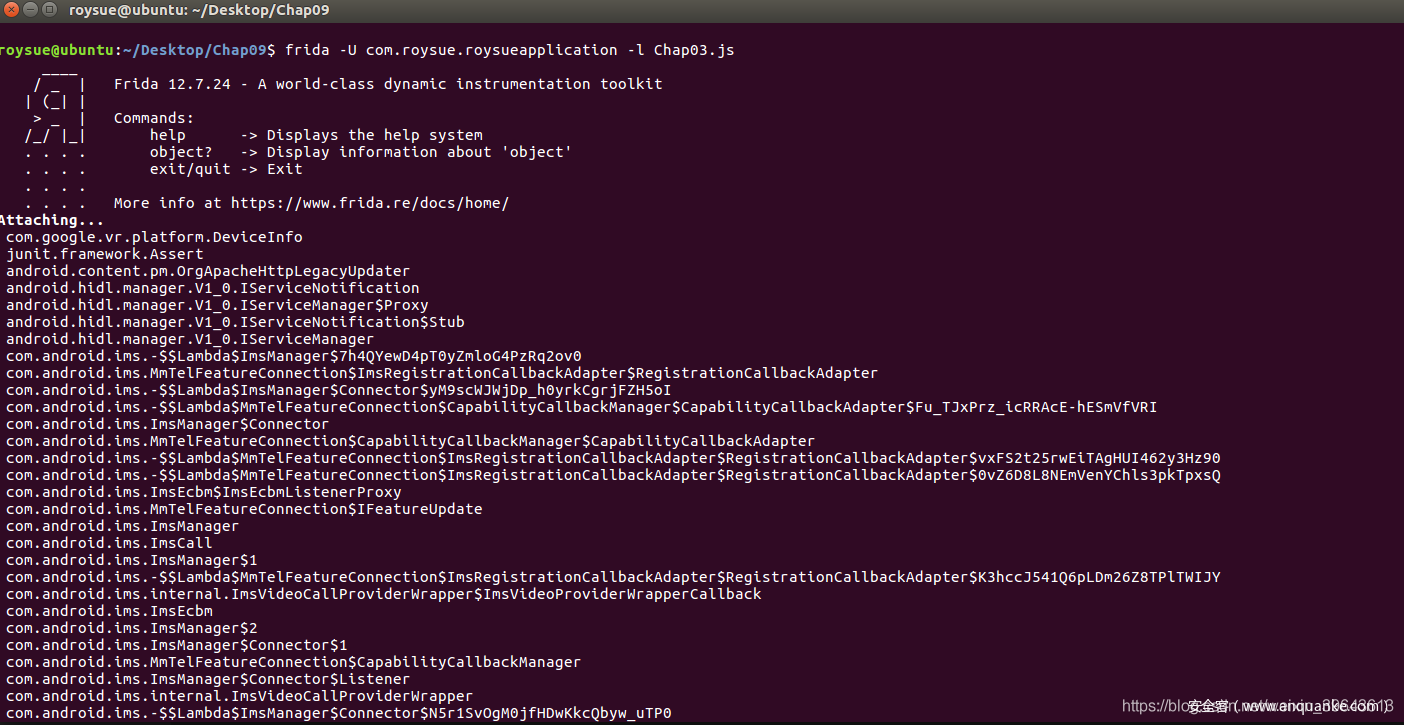 roysue@ubuntu: ~/Desktop/Chap09
roysue@ubuntu:~/Desktop/Chap09$ frida -U com.roysue.roysueapplication -l Chap03.js
     ____
    / _  |   Frida 12.7.24 - A world-class dynamic instrumentation toolkit
   | (_| |
    > _  |   Commands:
   /_/ |_|       help      -> Displays the help system
   . . . .       object?   -> Display information about 'object'
   . . . .       exit/quit -> Exit
   . . . .
   . . . .   More info at https://www.frida.re/docs/home/
Attaching...
com.google.vr.platform.DeviceInfo
junit.framework.Assert
android.content.pm.OrgApacheHttpLegacyUpdater
android.hidl.manager.V1_0.IServiceNotification
android.hidl.manager.V1_0.IServiceManager$Proxy
android.hidl.manager.V1_0.IServiceNotification$Stub
android.hidl.manager.V1_0.IServiceManager
com.android.ims.-$$Lambda$ImsManager$7h4QYewD4pT0yZmloG4PzRq2ov0
com.android.ims.MmTelFeatureConnection$ImsRegistrationCallbackAdapter$RegistrationCallbackAdapter
com.android.ims.-$$Lambda$ImsManager$Connector$yM9scWJWjDp_h0yrkCgrjFZH5oI
com.android.ims.-$$Lambda$MmTelFeatureConnection$CapabilityCallbackManager$CapabilityCallbackAdapter$Fu_TJxPrz_icRRAcE-hESmVfVRI
com.android.ims.ImsManager$Connector
com.android.ims.MmTelFeatureConnection$CapabilityCallbackManager$CapabilityCallbackAdapter
com.android.ims.-$$Lambda$MmTelFeatureConnection$ImsRegistrationCallbackAdapter$RegistrationCallbackAdapter$vxFS2t25rwEiTAgHUI462y3Hz90
com.android.ims.-$$Lambda$MmTelFeatureConnection$ImsRegistrationCallbackAdapter$RegistrationCallbackAdapter$0vZ6D8L8NEmVenYChls3pkTpxsQ
com.android.ims.ImsEcbm$ImsEcbmListenerProxy
com.android.ims.MmTelFeatureConnection$IFeatureUpdate
com.android.ims.ImsManager
com.android.ims.ImsCall
com.android.ims.ImsManager$1
com.android.ims.-$$Lambda$MmTelFeatureConnection$ImsRegistrationCallbackAdapter$RegistrationCallbackAdapter$K3hccJ541Q6pLDm26Z8TPlTWIJY
com.android.ims.internal.ImsVideoCallProviderWrapper$ImsVideoProviderWrapperCallback
com.android.ims.ImsEcbm
com.android.ims.ImsManager$2
com.android.ims.ImsManager$Connector$1
com.android.ims.MmTelFeatureConnection$CapabilityCallbackManager
com.android.ims.ImsManager$Connector$Listener
com.android.ims.internal.ImsVideoCallProviderWrapper
com.android.ims.-$$Lambda$ImsManager$Connector$N5r1SvOgM0jfHDwKkcQbyw_uTP0
安全客 ( www.anquanke.com )